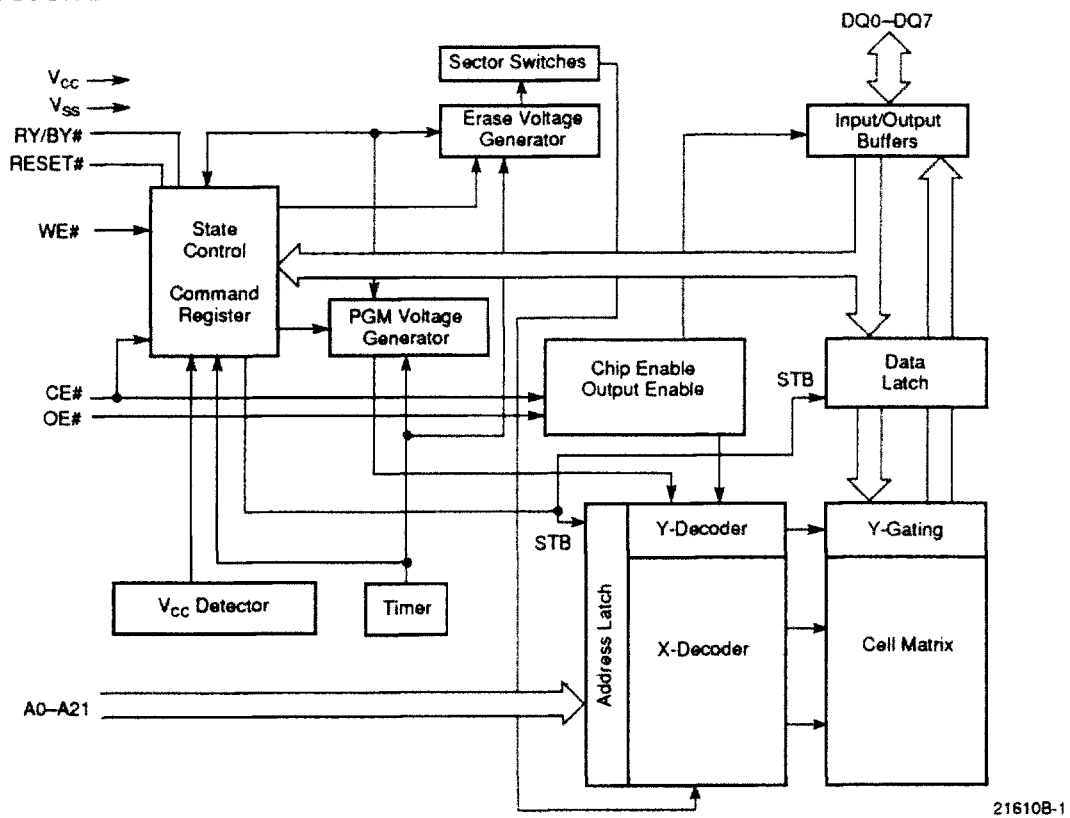 DQ0–DQ7
Sector Switches
VCC
VSS
RY/BY#
RESET#
Erase Voltage
Generator
Input/Output
Buffers
WE#
State
Control
Command
Register
PGM Voltage
Generator
Chip Enable
Output Enable
STB
Data
Latch
CE#
OE#
STB
Y-Decoder
Y-Gating
VCC Detector
Timer
Address Latch
X-Decoder
Cell Matrix
A0–A21
21610B-1